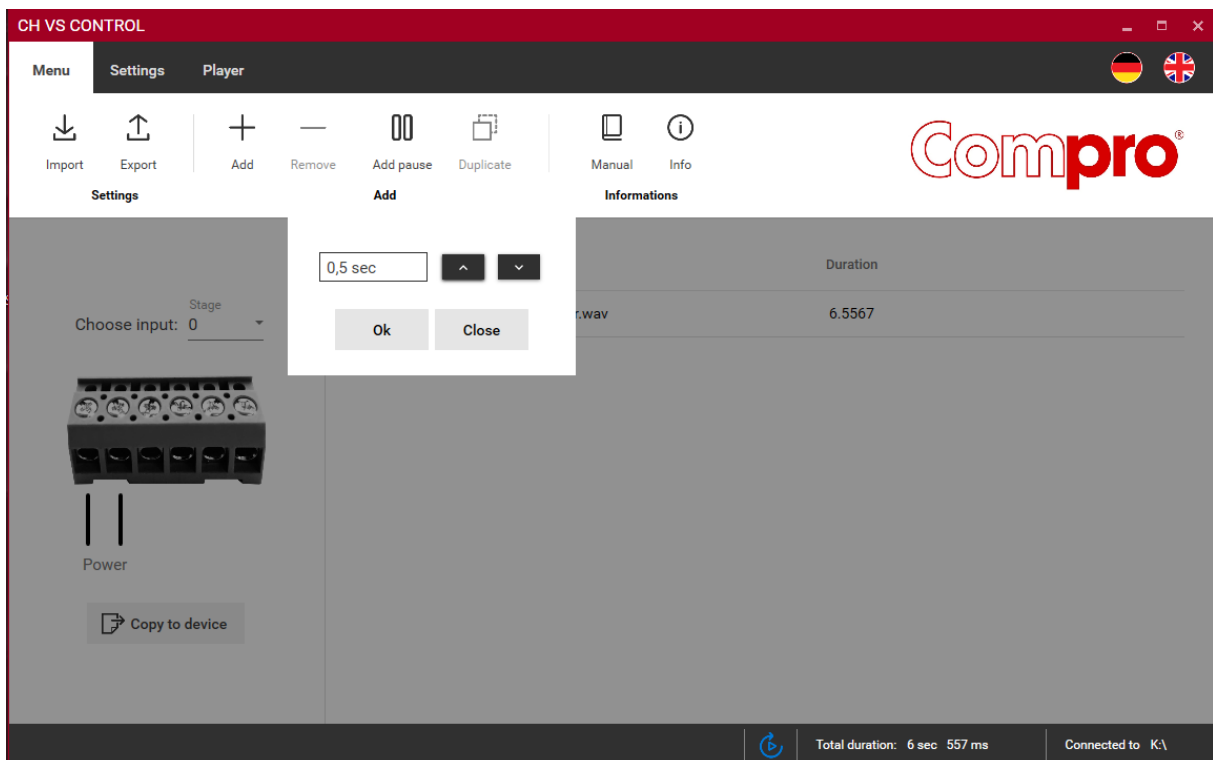 CH VS CONTROL
Menu Settings Player
Import Export Add Remove Add pause Duplicate Manual Info
Settings Add Informations
Compro®
0,5 sec
Ok Close
Duration
r.wav 6.5567
Stage
Choose input: 0
Power
Copy to device
Total duration: 6 sec 557 ms Connected to K:\